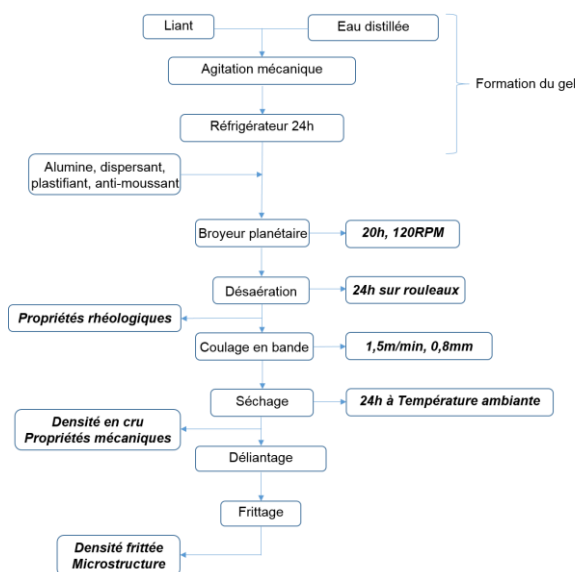 Liant
Eau distillée
Agitation mécanique
Formation du gel
Réfrigérateur 24h
Alumine, dispersant,
plastifiant, anti-moussant
Broyeur planétaire
20h, 120RPM
Désaération
24h sur rouleaux
Propriétés rhéologiques
Coulage en bande
1,5m/min, 0,8mm
Séchage
24h à Température ambiante
Densité en cru
Propriétés mécaniques
Déliantage
Frittage
Densité frittée
Microstructure